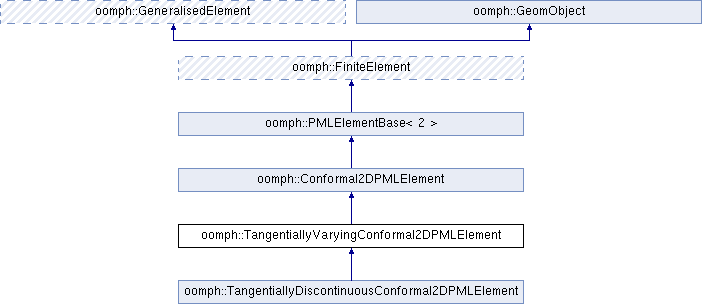 oomph::GeneralisedElement
oomph::GeomObject
oomph::FiniteElement
oomph::PMLElementBase< 2 >
oomph::Conformal2DPMLElement
oomph::TangentiallyVaryingConformal2DPMLElement
oomph::TangentiallyDiscontinuousConformal2DPMLElement